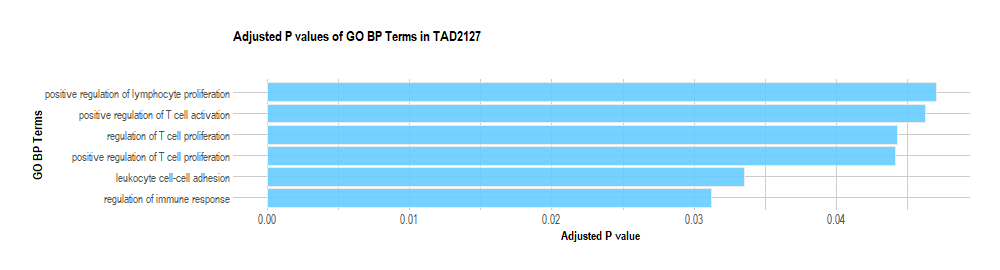 Adjusted P values of GO BP Terms in TAD2127
GO BP Terms
positive regulation of lymphocyte proliferation
positive regulation of T cell activation
regulation of T cell proliferation
positive regulation of T cell proliferation
leukocyte cell-cell adhesion
regulation of immune response
0.00 0.01 0.02 0.03 0.04
Adjusted P value